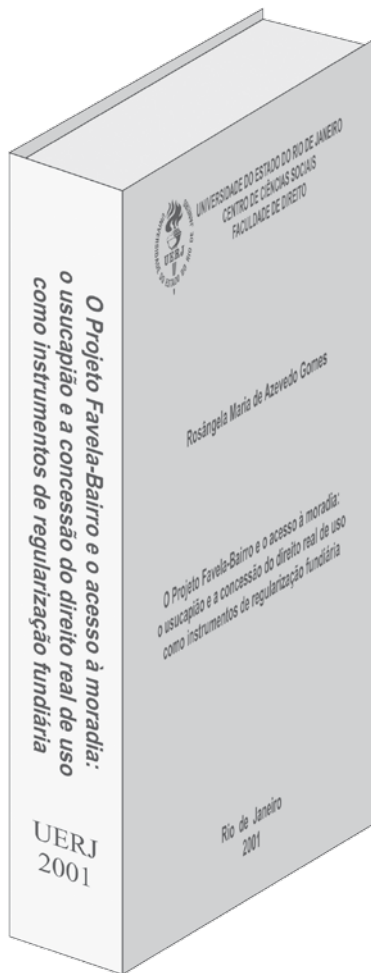 O Projeto Favela-Bairro e o acesso à moradia:
o usucapião e a concessão do direito real de uso
como instrumentos de regularização fundiária
UERJ
2001
UNIVERSIDADE DO ESTADO DO RIO DE JANEIRO
CENTRO DE CIÊNCIAS SOCIAIS
FACULDADE DE DIREITO
UERJ
Rosângela Maria de Azevedo Gomes
O Projeto Favela-Bairro e o acesso à moradia:
o usucapião e a concessão do direito real de uso
como instrumentos de regularização fundiária
Rio de Janeiro
2001